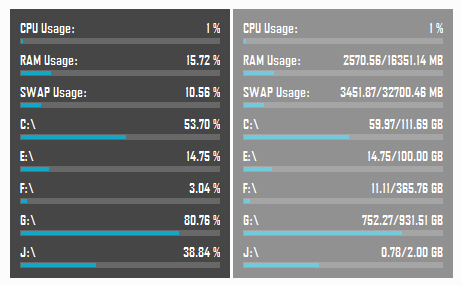 CPU Usage: 1 %
RAM Usage: 15.72 %
SWAP Usage: 10.56 %
C:\ 53.70 %
E:\ 14.75 %
F:\ 3.04 %
G:\ 80.76 %
J:\ 38.84 %
CPU Usage: 1 %
RAM Usage: 2570.56/16351.14 MB
SWAP Usage: 3451.87/32700.46 MB
C:\ 59.97/111.69 GB
E:\ 14.75/100.00 GB
F:\ 11.11/365.76 GB
G:\ 752.27/931.51 GB
J:\ 0.78/2.00 GB